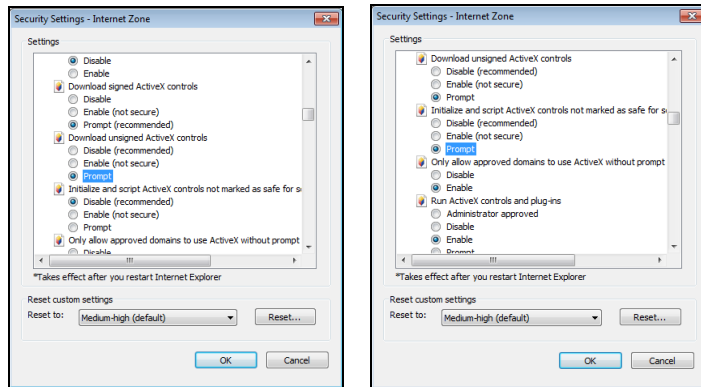 Security Settings - Internet Zone
Settings
Disable
Enable
Download signed ActiveX controls
Disable
Enable (not secure)
Prompt (recommended)
Download unsigned ActiveX controls
Disable (recommended)
Enable (not secure)
Prompt
Initialize and script ActiveX controls not marked as safe for s
Disable (recommended)
Enable (not secure)
Prompt
Only allow approved domains to use ActiveX without prompt
Disable
*Takes effect after you restart Internet Explorer
Reset custom settings
Reset to:
Medium-high (default)
Reset...
OK
Cancel
Security Settings - Internet Zone
Settings
Download unsigned ActiveX controls
Disable (recommended)
Enable (not secure)
Prompt
Initialize and script ActiveX controls not marked as safe for s
Disable (recommended)
Enable (not secure)
Prompt
Only allow approved domains to use ActiveX without prompt
Disable
Enable
Run ActiveX controls and plug-ins
Administrator approved
Disable
Enable
Prompt
*Takes effect after you restart Internet Explorer
Reset custom settings
Reset to:
Medium-high (default)
Reset...
OK
Cancel